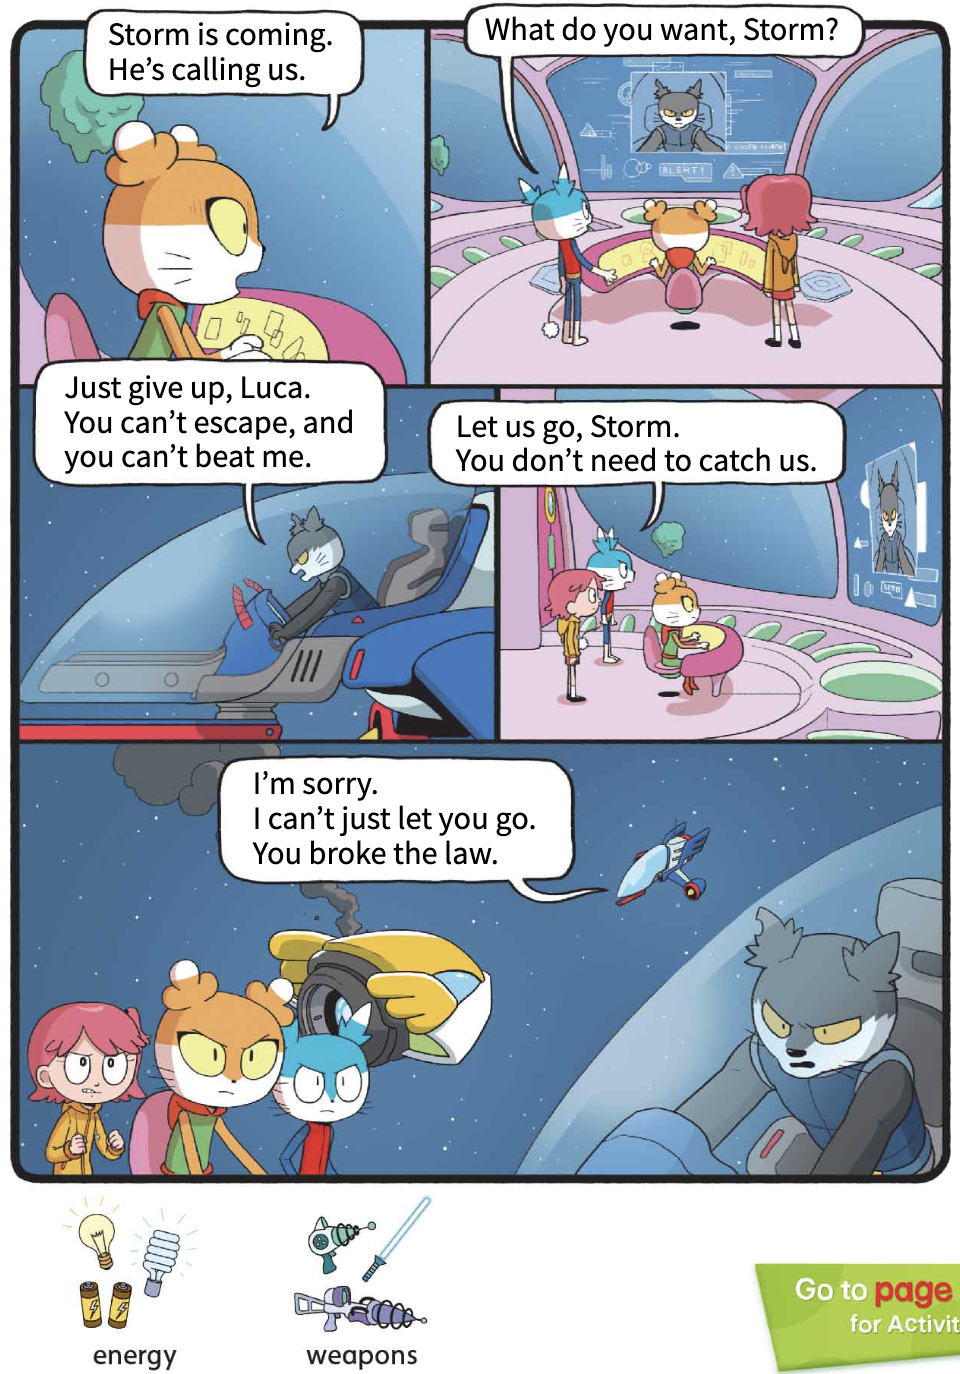 Storm is coming.
He's calling us.
What do you want, Storm?
ALERT!
Just give up, Luca.
You can't escape, and
you can't beat me.
Let us go, Storm.
You don't need to catch us.
I'm sorry.
I can't just let you go.
You broke the law.
energy
weapons
Go to page
for Activit